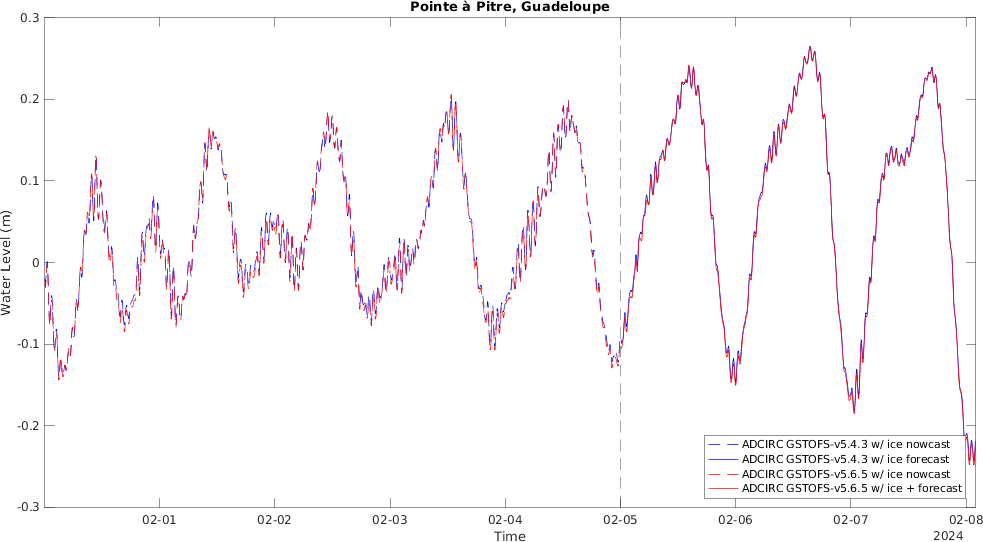 Pointe à Pitre, Guadeloupe
0.3
0.2
0.1
0
-0.1
-0.2
-0.3
Water Level (m)
ADCIRC GSTOFS-v5.4.3 w/ ice nowcast
ADCIRC GSTOFS-v5.4.3 w/ ice forecast
ADCIRC GSTOFS-v5.6.5 w/ ice nowcast
ADCIRC GSTOFS-v5.6.5 w/ ice + forecast
02-01 02-02 02-03 02-04 02-05 02-06 02-07 02-08
Time
2024